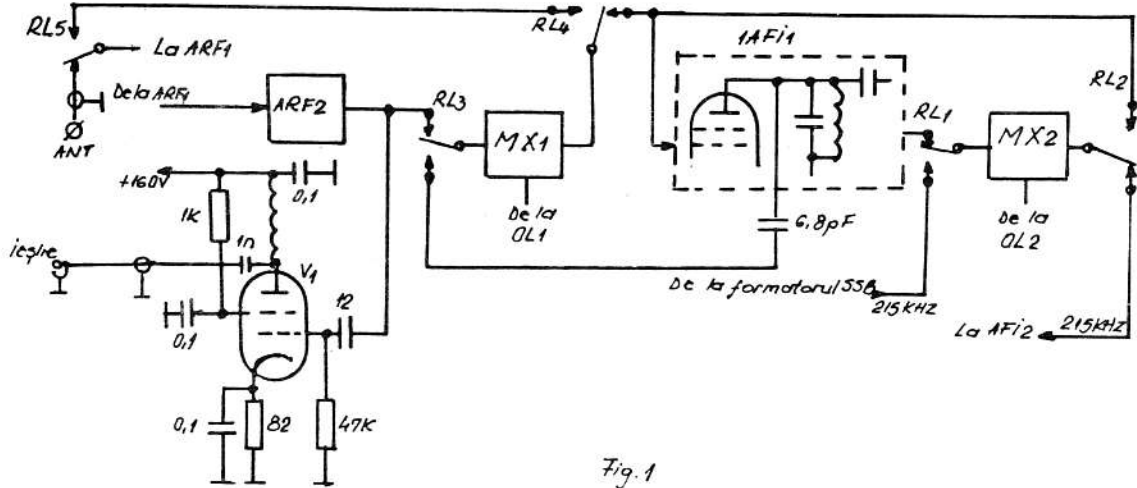 RL5
La ARF1
De la ARF1
ANT
ARF2
RL3
RL4
MX1
De la
OL1
1AFi1
RL1
RL2
MX2
De la
OL2
6,8pF
De la formatorul SSB
215KHz
La AFi2
215KHz
+160V
0,1
1K
ieșire
1n
V1
12
0,1
0,1
82
47K
Fig. 1